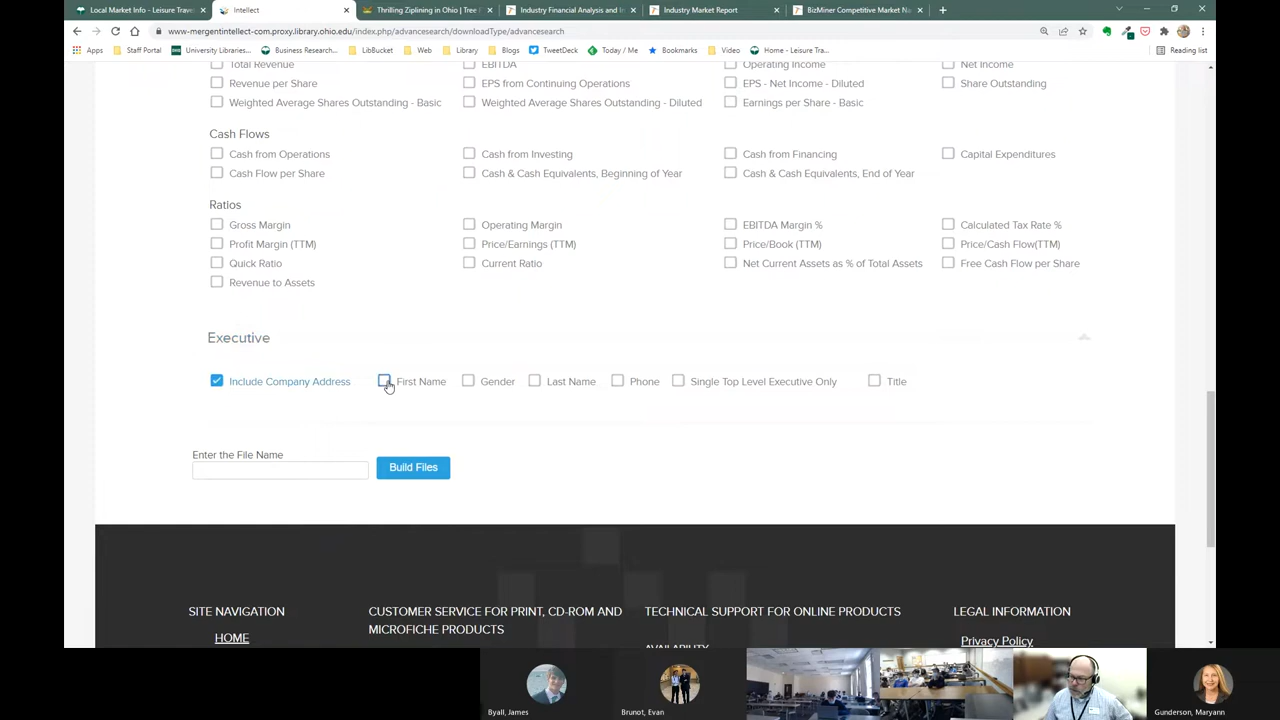 Local Market Info - Leisure Travel Intellect Thrilling Ziplining in Ohio | Tree F Industry Financial Analysis and In Industry Market Report BizMiner Competitive Market Na
www-mergentintellect-com.proxy.library.ohio.edu/index.php/advancesearch/downloadType/advancesearch
Apps Staff Portal University Libraries... Business Research... LibBucket Web Library Blogs TweetDeck Today / Me Bookmarks Video Home - Leisure Tra... Reading list
Total Revenue EBITDA Operating Income Net Income
Revenue per Share EPS from Continuing Operations EPS - Net Income - Diluted Share Outstanding
Weighted Average Shares Outstanding - Basic Weighted Average Shares Outstanding - Diluted Earnings per Share - Basic
Cash Flows
Cash from Operations Cash from Investing Cash from Financing Capital Expenditures
Cash Flow per Share Cash & Cash Equivalents, Beginning of Year Cash & Cash Equivalents, End of Year
Ratios
Gross Margin Operating Margin EBITDA Margin % Calculated Tax Rate %
Profit Margin (TTM) Price/Earnings (TTM) Price/Book (TTM) Price/Cash Flow(TTM)
Quick Ratio Current Ratio Net Current Assets as % of Total Assets Free Cash Flow per Share
Revenue to Assets
Executive
Include Company Address First Name Gender Last Name Phone Single Top Level Executive Only Title
Enter the File Name
Build Files
SITE NAVIGATION CUSTOMER SERVICE FOR PRINT, CD-ROM AND TECHNICAL SUPPORT FOR ONLINE PRODUCTS LEGAL INFORMATION
MICROFICHE PRODUCTS
HOME AVAILABILITY Privacy Policy
Byall, James Brunot, Evan Gunderson, Maryann